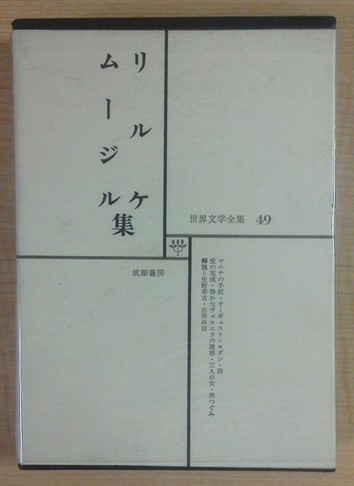 リルケ
ムージル集
世界文学全集 49
筑摩書房
マルテの手記・オーギュスト・ロダン・詩
愛の完成・静かなヴェロニカの誘惑・三人の女・黒つぐみ
解説=生野幸吉・古井由吉